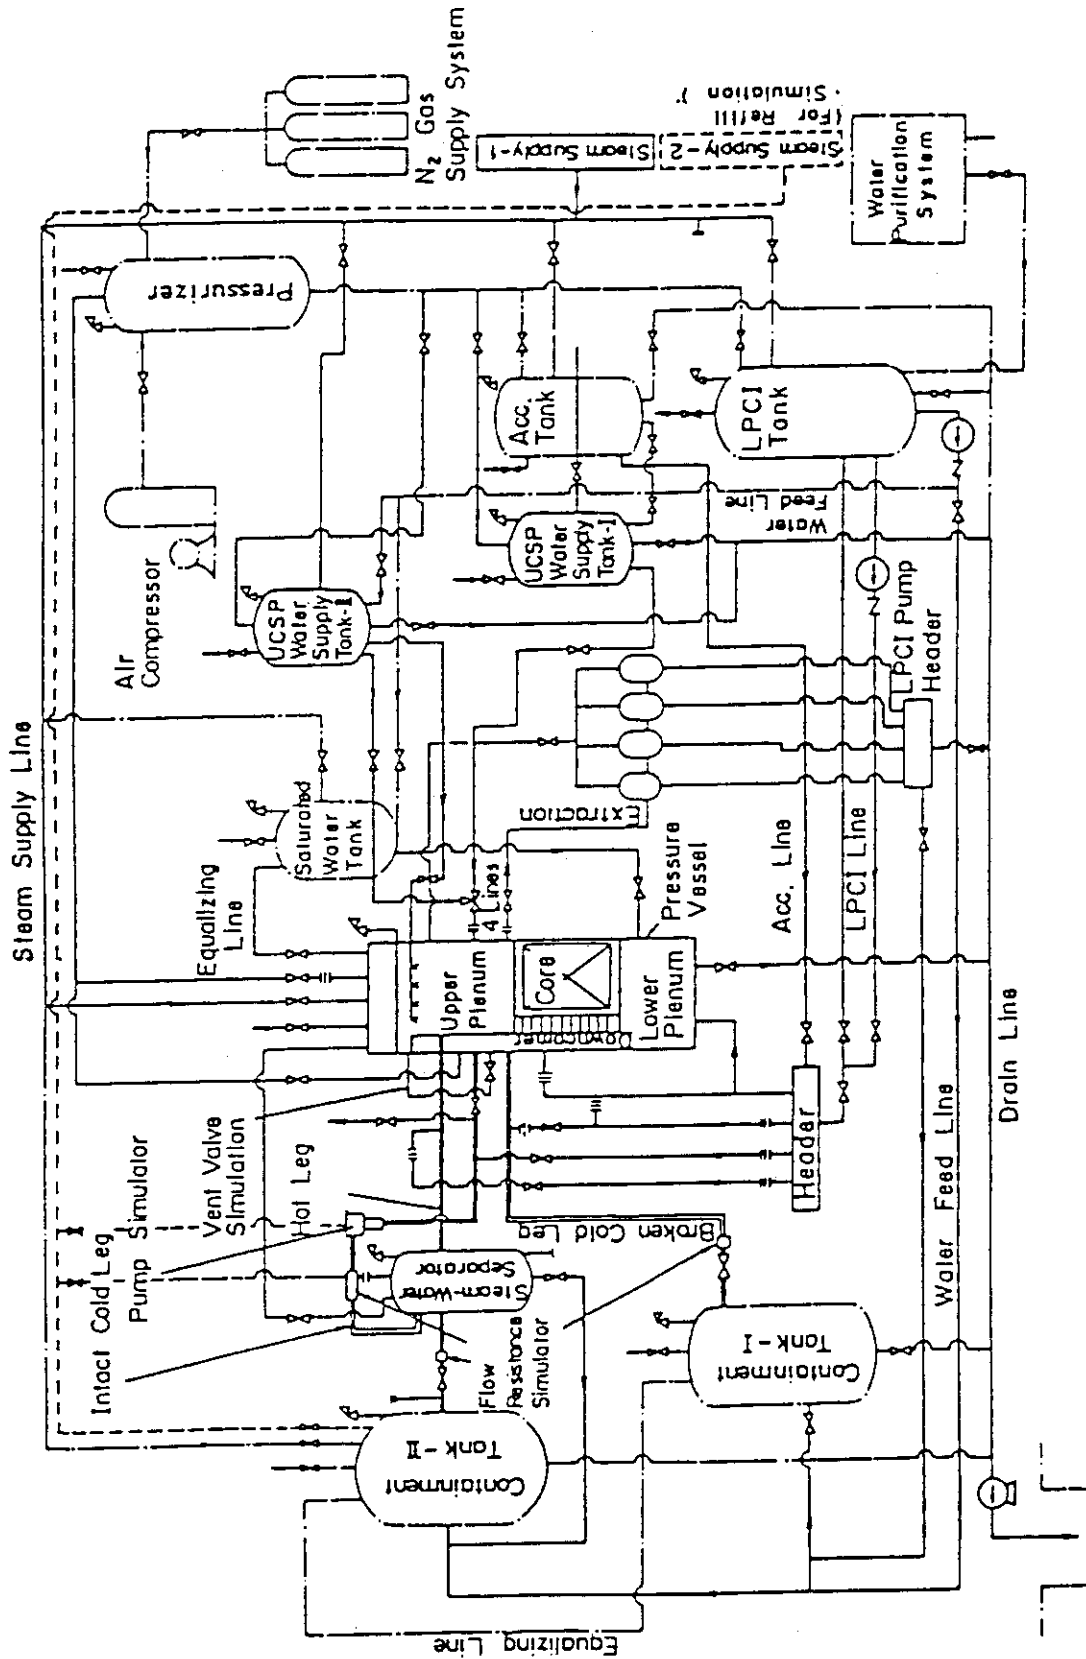 Steam Supply Line
N2 Gas
Supply System
Steam Supply-1
Steam Supply-2
(For Refill
Simulation)
Water
Purification
System
Pressurizer
Air
Compressor
Acc.
Tank
LPCI
Tank
UCSP
Water
Supply
Tank-II
UCSP
Water
Supply
Tank-I
Water
Feed Line
LPCI Pump
Header
Saturated
Water
Tank
Equalizing
Line
Extraction
4 Lines
Pressure
Vessel
Acc. Line
LPCI Line
Upper
Plenum
Core
Downcomer
Lower
Plenum
Vent Valve
Simulation
Hot Leg
Pump Simulator
Intact Cold Leg
Steam-Water
Separator
Broken Cold Leg
Header
Flow
Resistance
Simulator
Water Feed Line
Drain Line
Containment
Tank-II
Containment
Tank-I
Equalizing Line